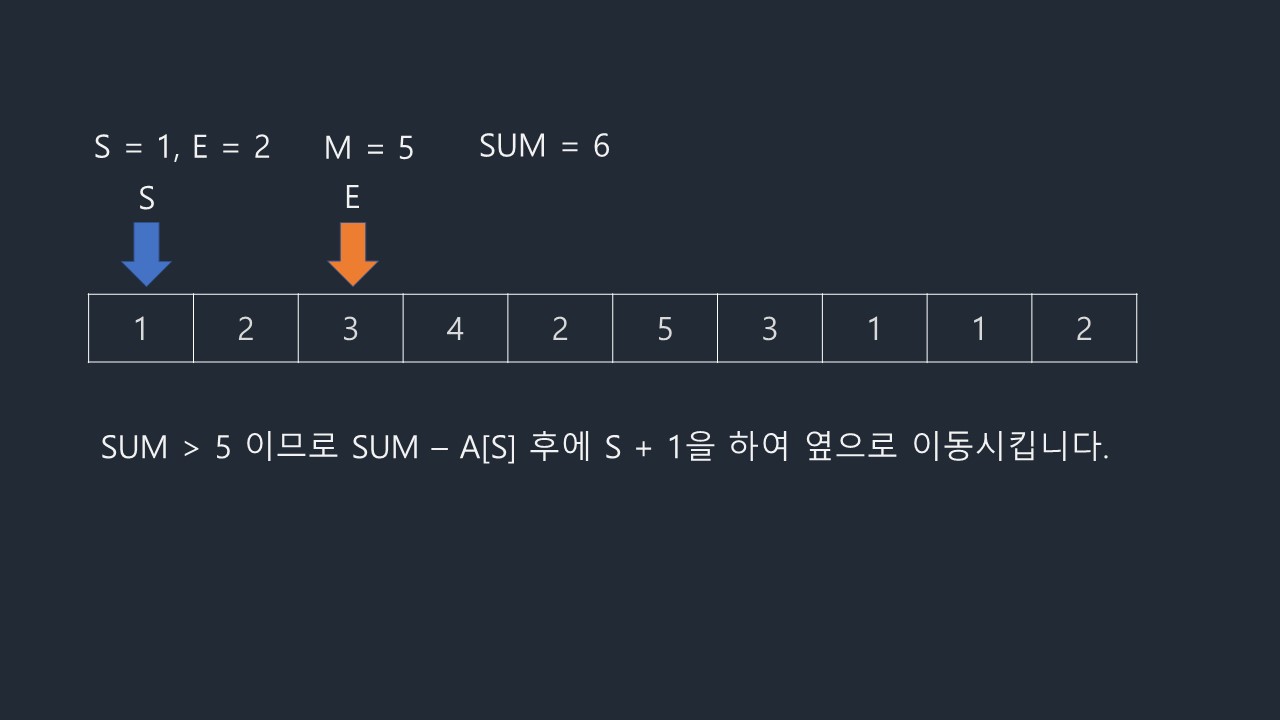 S = 1, E = 2 M = 5 SUM = 6
S E
1 2 3 4 2 5 3 1 1 2
SUM > 5 이므로 SUM – A[S] 후에 S + 1을 하여 옆으로 이동시킵니다.